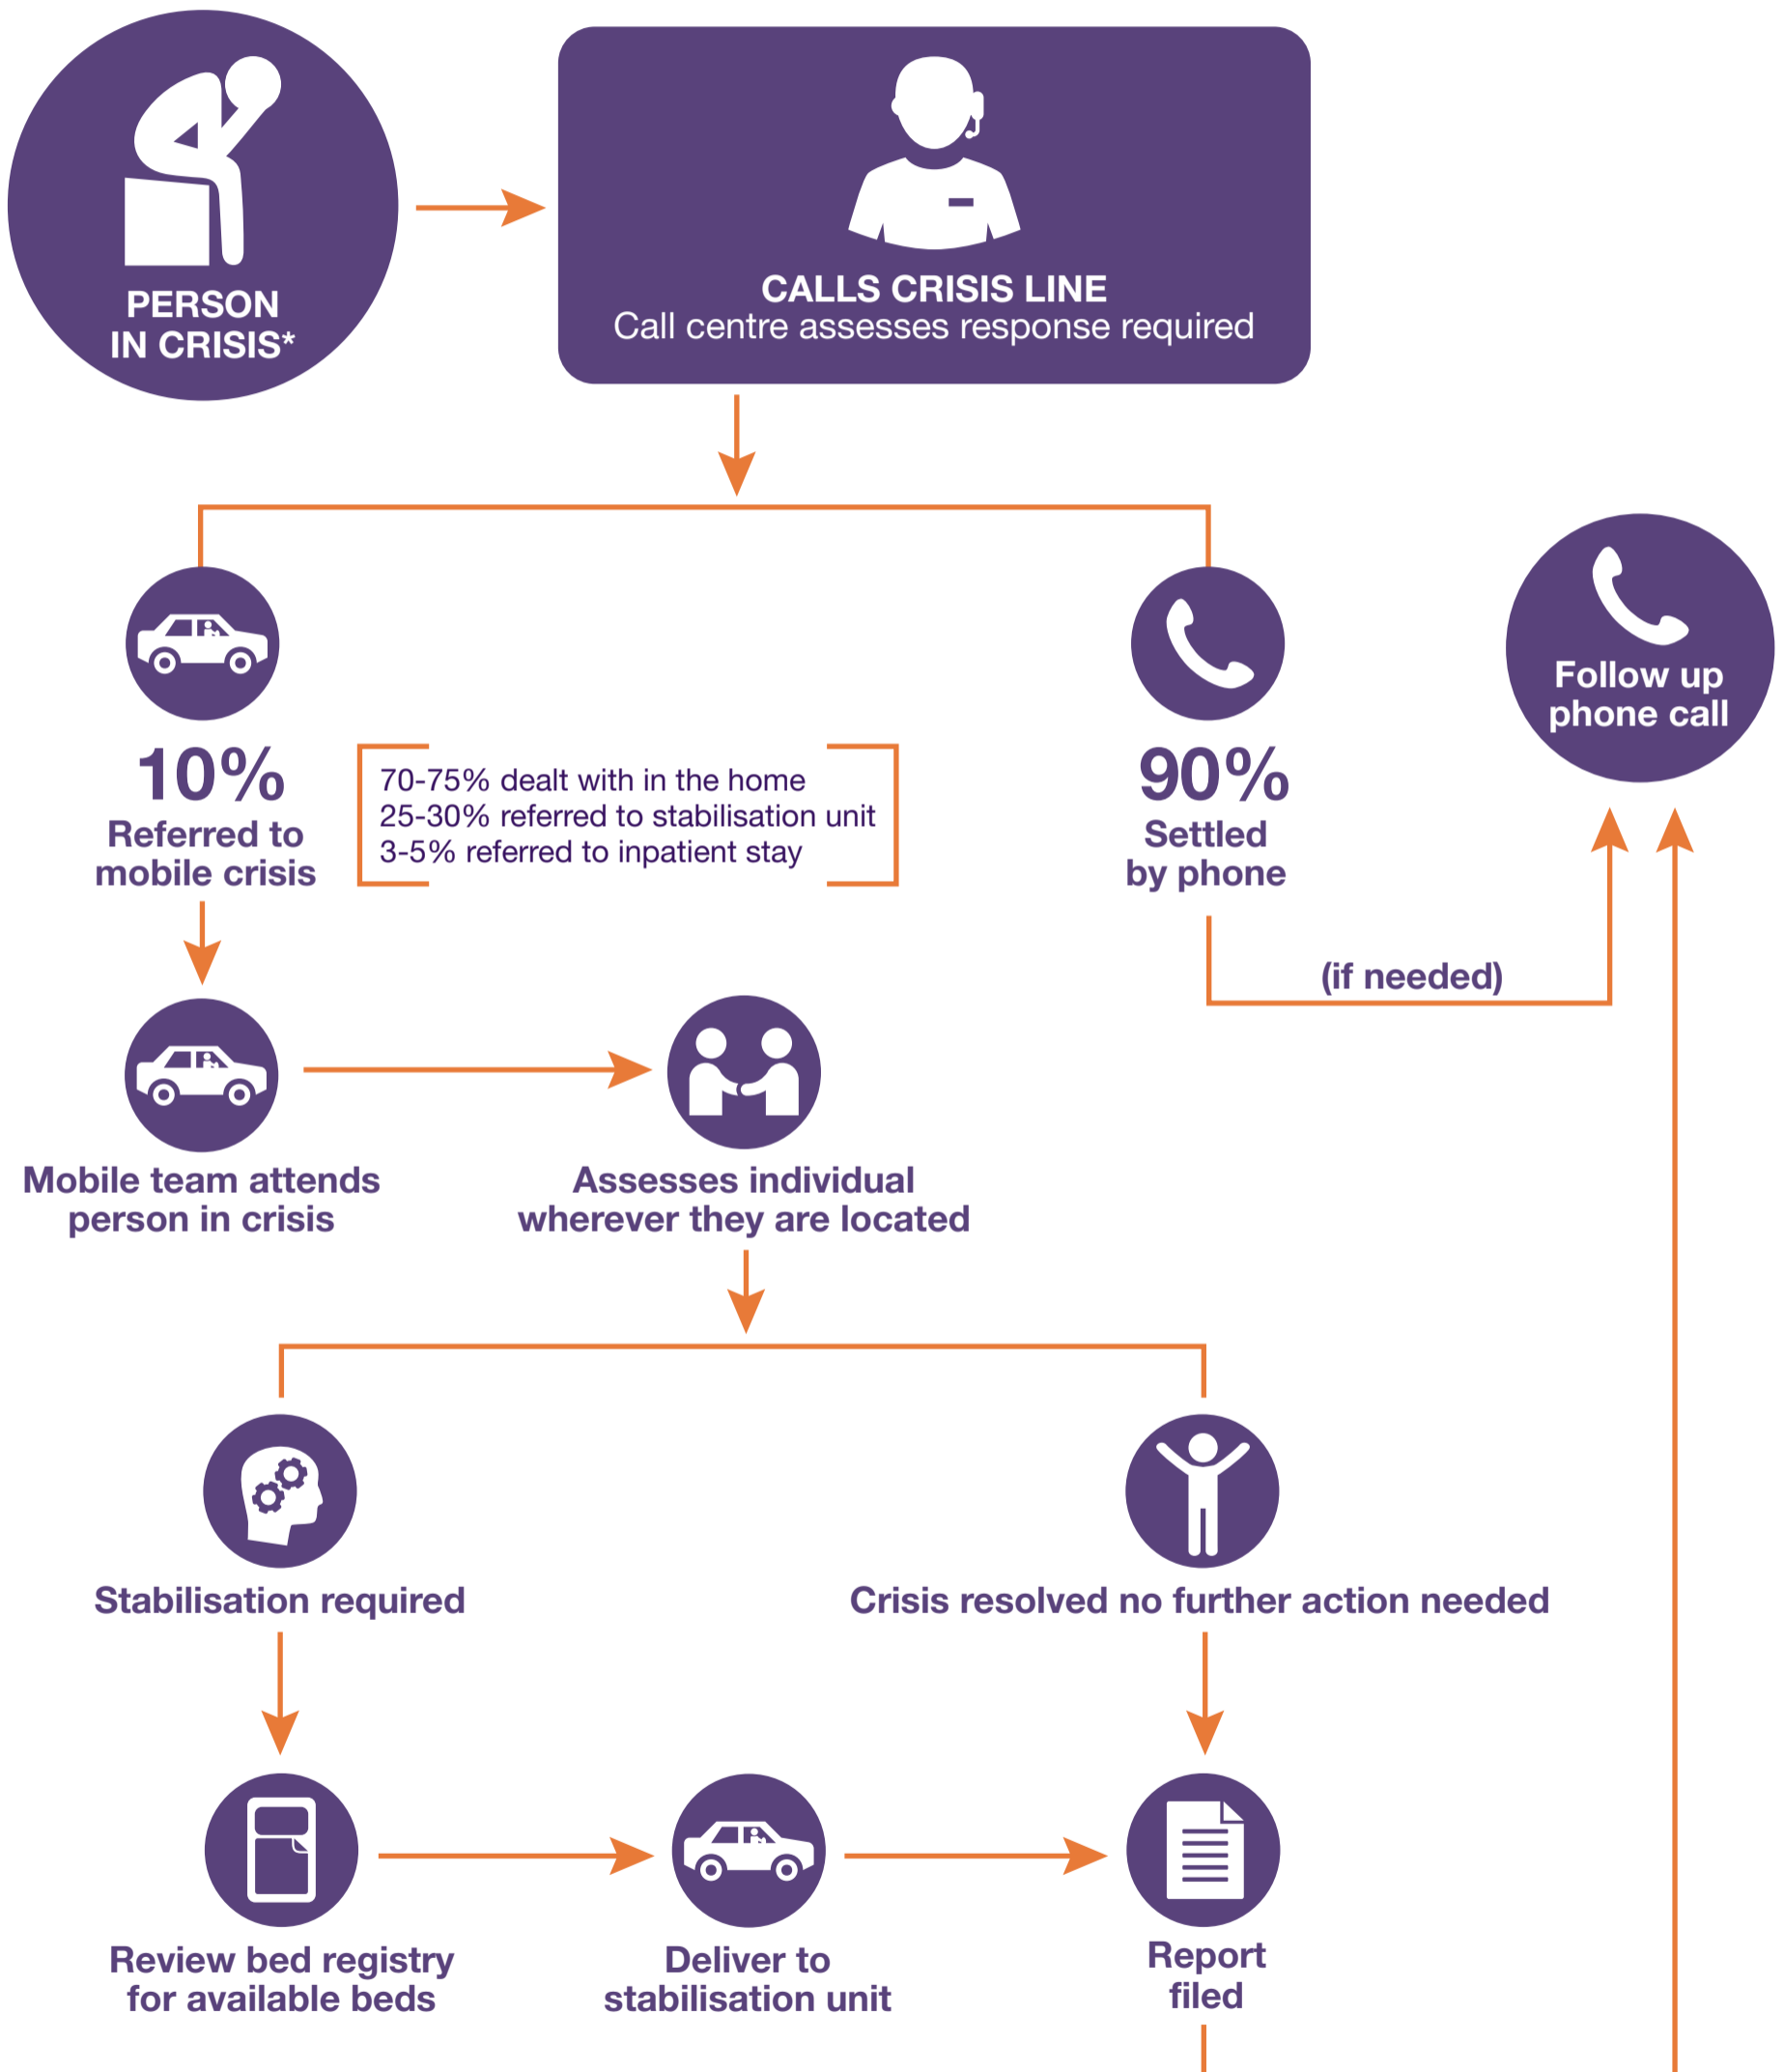 PERSON
IN CRISIS*
CALLS CRISIS LINE
Call centre assesses response required
10%
Referred to
mobile crisis
70-75% dealt with in the home
25-30% referred to stabilisation unit
3-5% referred to inpatient stay
90%
Settled
by phone
Follow up
phone call
(if needed)
Mobile team attends
person in crisis
Assesses individual
wherever they are located
Stabilisation required
Crisis resolved no further action needed
Review bed registry
for available beds
Deliver to
stabilisation unit
Report
filed